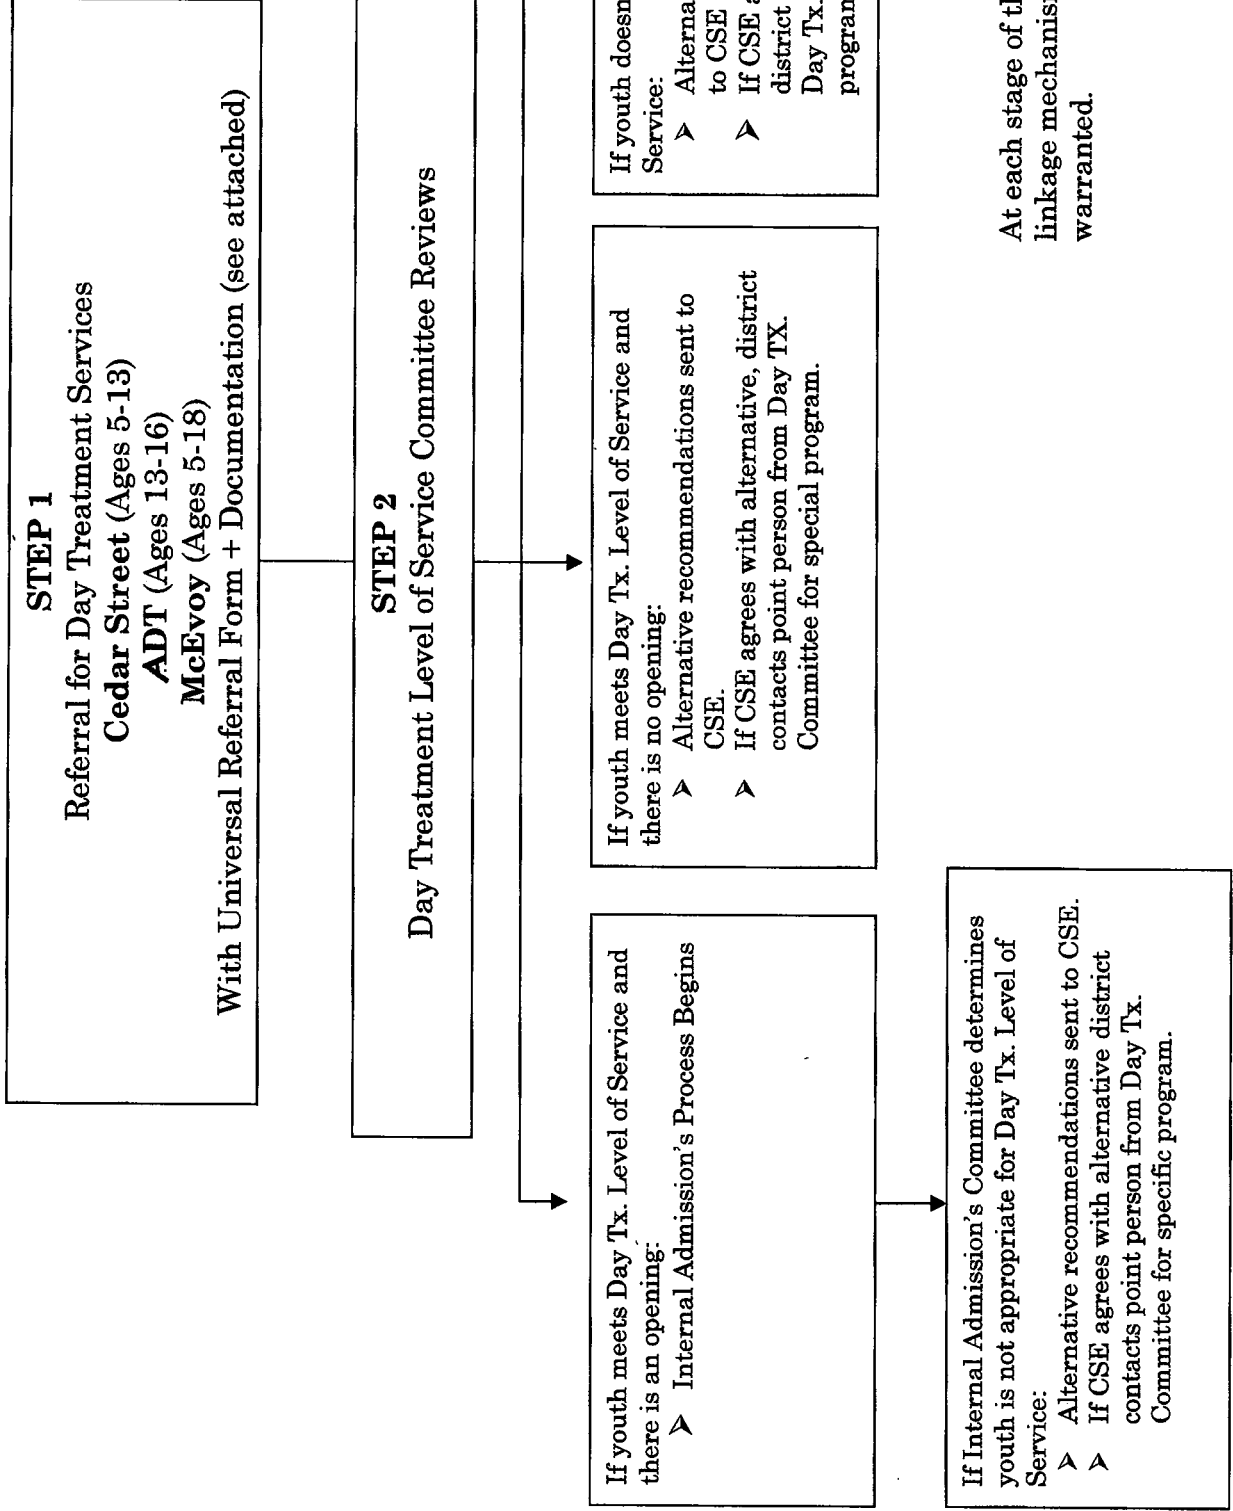 STEP 1
Referral for Day Treatment Services
Cedar Street (Ages 5-13)
ADT (Ages 13-16)
McEvoy (Ages 5-18)
With Universal Referral Form + Documentation (see attached)
STEP 2
Day Treatment Level of Service Committee Reviews
If youth meets Day Tx. Level of Service and
there is an opening:
➢ Internal Admission's Process Begins
If youth meets Day Tx. Level of Service and
there is no opening:
➢ Alternative recommendations sent to
CSE.
➢ If CSE agrees with alternative, district
contacts point person from Day TX.
Committee for special program.
If youth doesn
Service:
➢ Alterna
to CSE
➢ If CSE a
district
Day Tx.
program
If Internal Admission's Committee determines
youth is not appropriate for Day Tx. Level of
Service:
➢ Alternative recommendations sent to CSE.
➢ If CSE agrees with alternative district
contacts point person from Day Tx.
Committee for specific program.
At each stage of th
linkage mechanis
warranted.